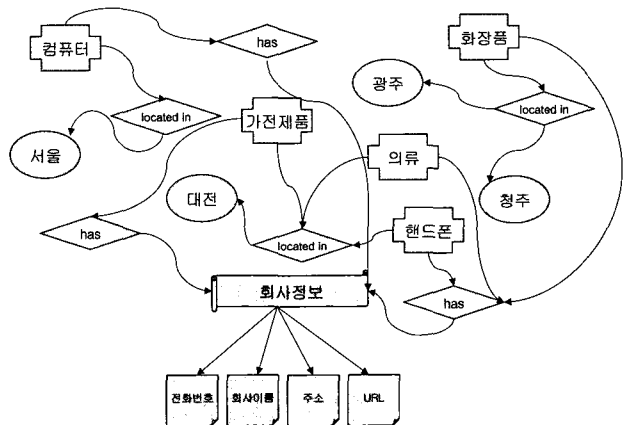 컴퓨터
has
화장품
광주
located in
가전제품
located in
서울
의류
대전
청주
has
located in
핸드폰
회사정보
has
전화번호
회사이름
주소
URL